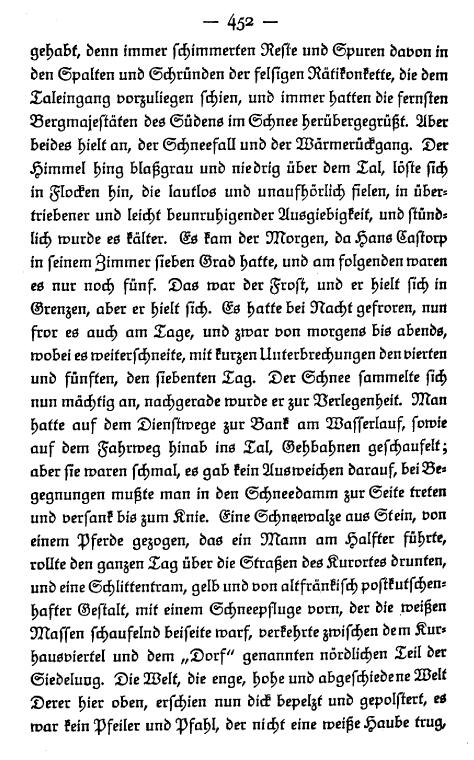 — 452 —
gehabt, denn immer schimmerten Reste und Spuren davon in
den Spalten und Schründen der felsigen Rätikonkette, die dem
Taleingang vorzuliegen schien, und immer hatten die fernsten
Bergmajestäten des Südens im Schnee herübergegrüßt. Aber
beides hielt an, der Schneefall und der Wärmerückgang. Der
Himmel hing blaßgrau und niedrig über dem Tal, löste sich
in Flocken hin, die lautlos und unaufhörlich fielen, in über-
triebener und leicht beunruhigender Ausgiebigkeit, und stünd-
lich wurde es kälter. Es kam der Morgen, da Hans Castorp
in seinem Zimmer sieben Grad hatte, und am folgenden waren
es nur noch fünf. Das war der Frost, und er hielt sich in
Grenzen, aber er hielt sich. Es hatte bei Nacht gefroren, nun
fror es auch am Tage, und zwar von morgens bis abends,
wobei es weiterschneite, mit kurzen Unterbrechungen den vierten
und fünften, den siebenten Tag. Der Schnee sammelte sich
nun mächtig an, nachgerade wurde er zur Verlegenheit. Man
hatte auf dem Dienstwege zur Bank am Wasserlauf, sowie
auf dem Fahrweg hinab ins Tal, Gehbahnen geschaufelt;
aber sie waren schmal, es gab kein Ausweichen darauf, bei Be-
gegnungen mußte man in den Schneedamm zur Seite treten
und versank bis zum Knie. Eine Schneewalze aus Stein, von
einem Pferde gezogen, das ein Mann am Halfter führte,
rollte den ganzen Tag über die Straßen des Kurortes drunten,
und eine Schlittentram, gelb und von altfränkisch postkutschen-
hafter Gestalt, mit einem Schneepfluge vorn, der die weißen
Massen schaufelnd beiseite warf, verkehrte zwischen dem Kur-
hausviertel und dem „Dorf“ genannten nördlichen Teil der
Siedelung. Die Welt, die enge, hohe und abgeschiedene Welt
Derer hier oben, erschien nun dick bepelzt und gepolstert, es
war kein Pfeiler und Pfahl, der nicht eine weiße Haube trug,